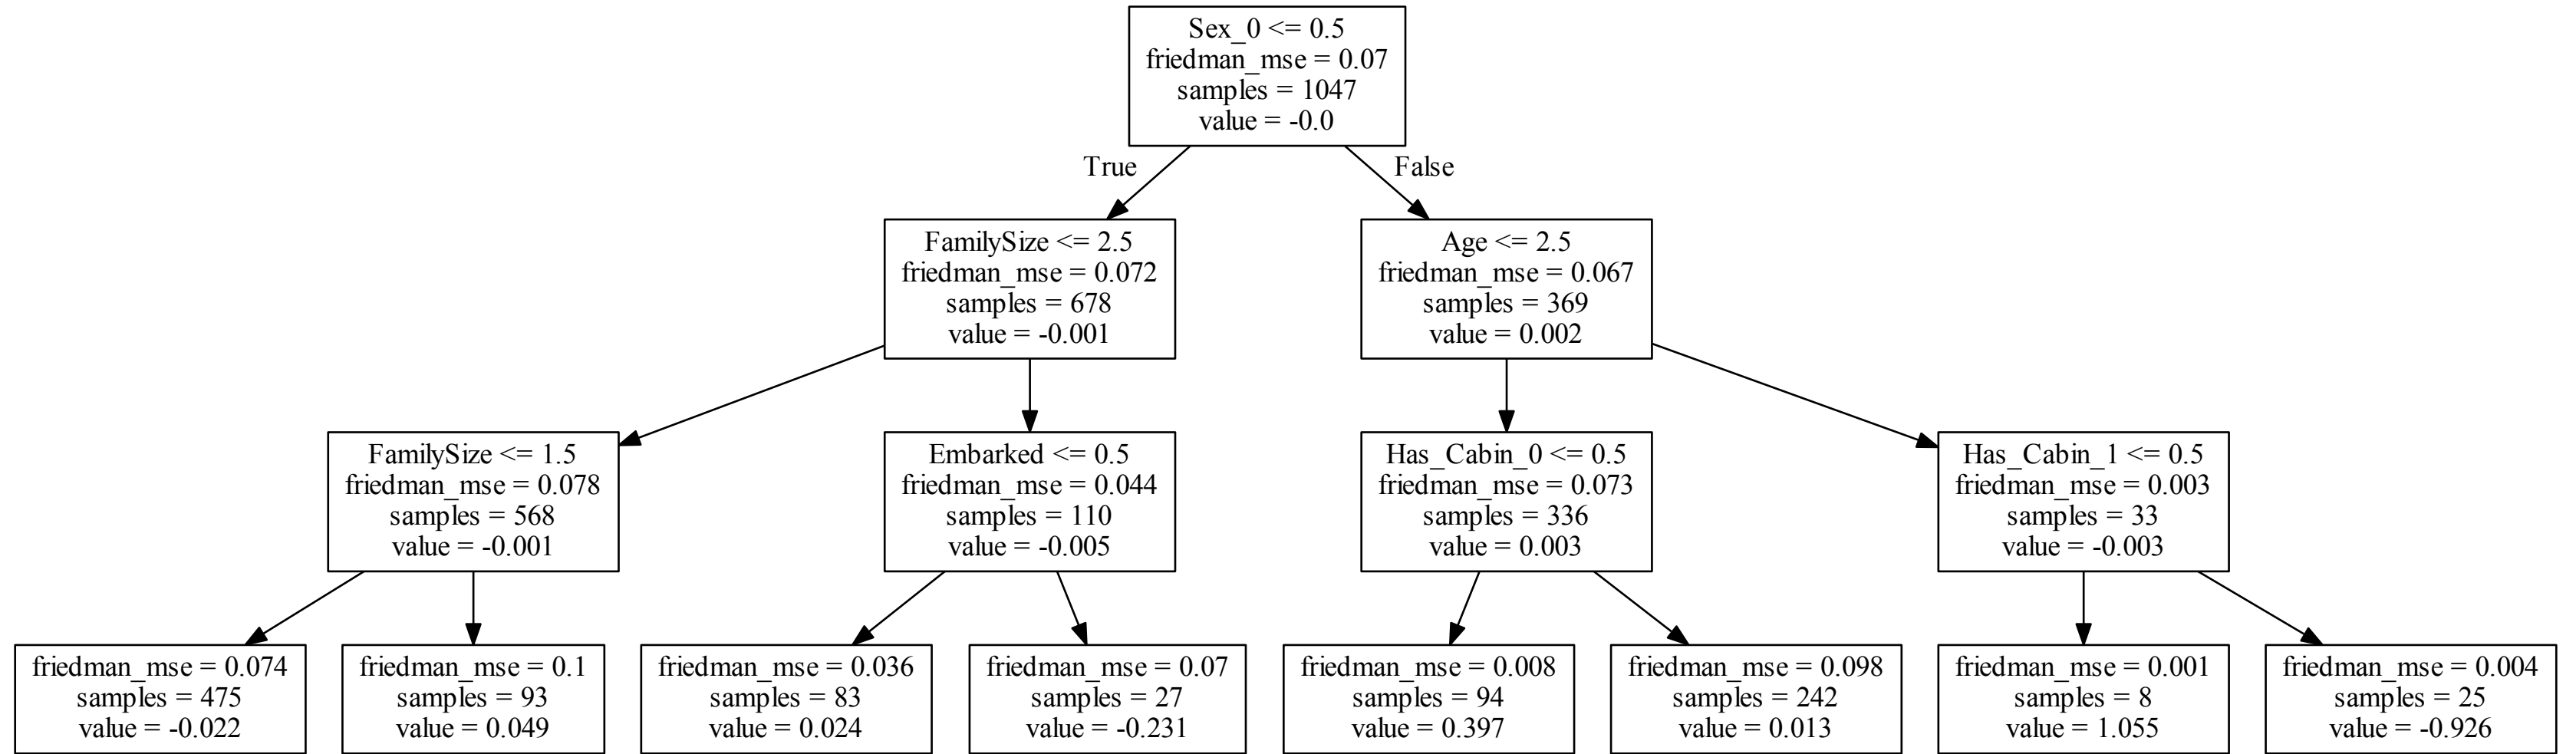 Sex_0 <= 0.5
friedman_mse = 0.07
samples = 1047
value = -0.0
True
False
FamilySize <= 2.5
friedman_mse = 0.072
samples = 678
value = -0.001
Age <= 2.5
friedman_mse = 0.067
samples = 369
value = 0.002
FamilySize <= 1.5
friedman_mse = 0.078
samples = 568
value = -0.001
Embarked <= 0.5
friedman_mse = 0.044
samples = 110
value = -0.005
Has_Cabin_0 <= 0.5
friedman_mse = 0.073
samples = 336
value = 0.003
Has_Cabin_1 <= 0.5
friedman_mse = 0.003
samples = 33
value = -0.003
friedman_mse = 0.074
samples = 475
value = -0.022
friedman_mse = 0.1
samples = 93
value = 0.049
friedman_mse = 0.036
samples = 83
value = 0.024
friedman_mse = 0.07
samples = 27
value = -0.231
friedman_mse = 0.008
samples = 94
value = 0.397
friedman_mse = 0.098
samples = 242
value = 0.013
friedman_mse = 0.001
samples = 8
value = 1.055
friedman_mse = 0.004
samples = 25
value = -0.926